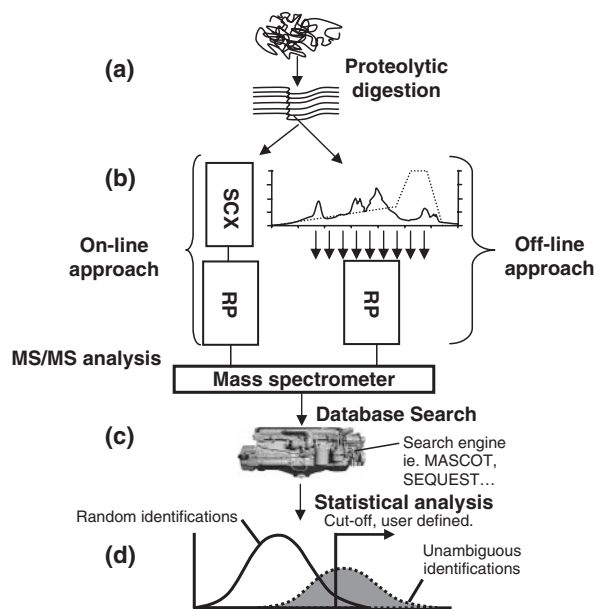 (a)
Proteolytic
digestion
(b)
SCX
On-line
approach
RP
RP
Off-line
approach
MS/MS analysis
Mass spectrometer
Database Search
(c)
Search engine
ie. MASCOT,
SEQUEST...
Statistical analysis
Random identifications
Cut-off, user defined.
(d)
Unambiguous
identifications